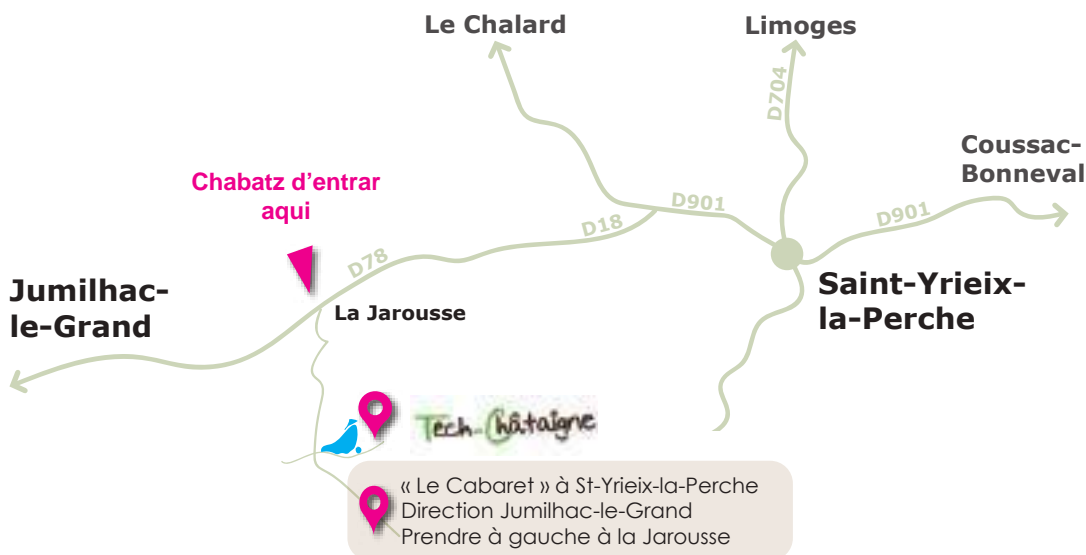 Le Chalard
Limoges
D704
Coussac-
Bonneval
Chabatz d'entrar
aqui
D901
D901
D18
D78
Jumilhac-
le-Grand
Saint-Yrieix-
la-Perche
La Jarousse
Tech-Châtaigne
« Le Cabaret » à St-Yrieix-la-Perche
Direction Jumilhac-le-Grand
Prendre à gauche à la Jarousse